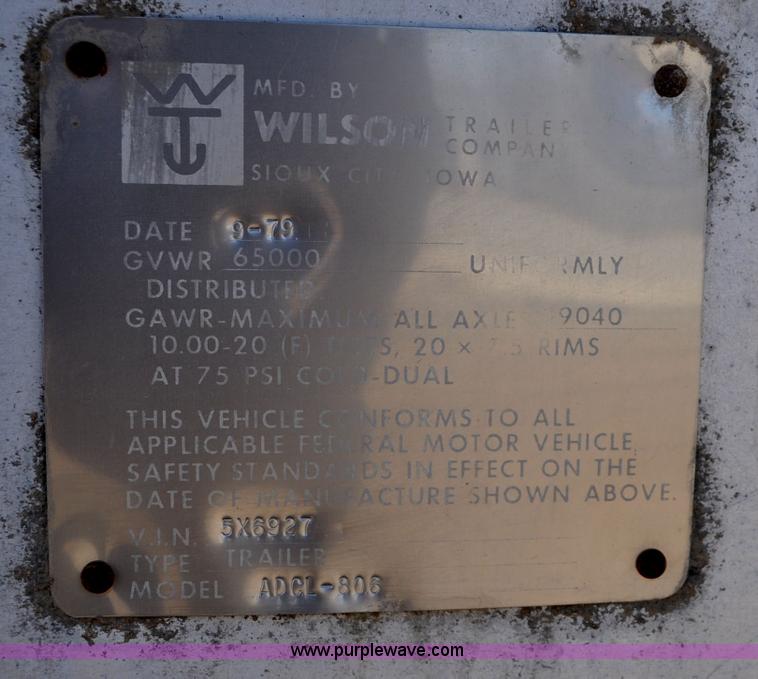 WT
MFD. BY
WILSON TRAILER
COMPANY
SIOUX CITY, IOWA
DATE 9-79
GVWR 65000 UNIFORMLY
DISTRIBUTED
GAWR-MAXIMUM ALL AXLES 19040
10.00-20 (F) TIRES, 20 × 7.5 RIMS
AT 75 PSI COLD-DUAL
THIS VEHICLE CONFORMS TO ALL
APPLICABLE FEDERAL MOTOR VEHICLE
SAFETY STANDARDS IN EFFECT ON THE
DATE OF MANUFACTURE SHOWN ABOVE.
V.I.N. 5X6927
TYPE TRAILER
MODEL ADCL-806
www.purplewave.com